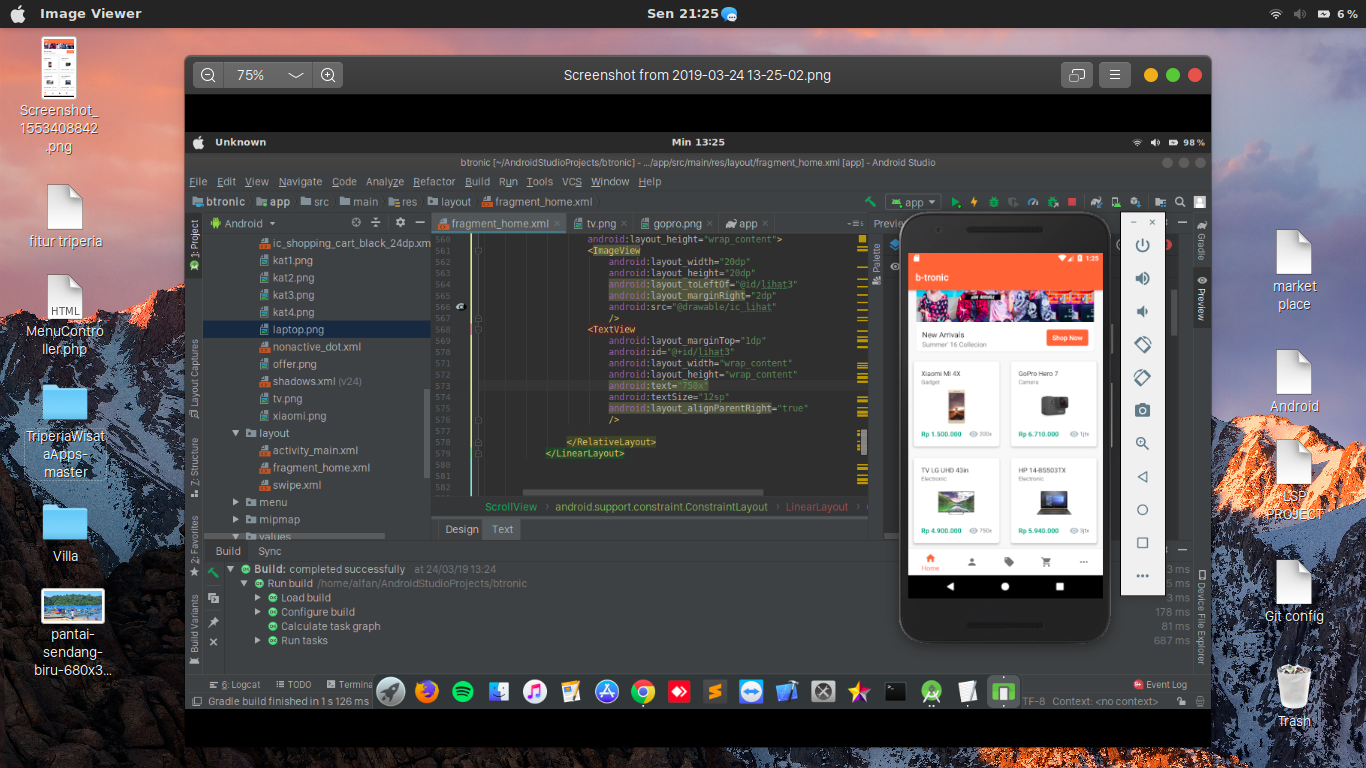 Image Viewer
Sen 21:25
6 %
Screenshot_
1553408842
.png
fitur triperia
HTML
MenuContro
ller.php
TriperiaWisat
aApps-
master
Villa
pantai-
sendang-
biru-680x3...
75%
Screenshot from 2019-03-24 13-25-02.png
Unknown
Min 13:25
98 %
btronic [~/AndroidStudioProjects/btronic] - .../app/src/main/res/layout/fragment_home.xml [app] - Android Studio
File Edit View Navigate Code Analyze Refactor Build Run Tools VCS Window Help
btronic app src main res layout fragment_home.xml
app
1: Project
Layout Captures
Z: Structure
2: Favorites
Build Variants
Android
ic_shopping_cart_black_24dp.xm
kat1.png
kat2.png
kat3.png
kat4.png
laptop.png
nonactive_dot.xml
offer.png
shadows.xml (v24)
tv.png
xiaomi.png
layout
activity_main.xml
fragment_home.xml
swipe.xml
menu
mipmap
values
fragment_home.xml tv.png gopro.png app
560 android:layout_height="wrap_content">
561 <ImageView
562 android:layout_width="20dp"
563 android:layout_height="20dp"
564 android:layout_toLeftOf="@id/lihat3"
565 android:layout_marginRight="2dp"
566 android:src="@drawable/ic_lihat"
567 />
568 <TextView
569 android:layout_marginTop="1dp"
570 android:id="@+id/lihat3"
571 android:layout_width="wrap_content"
572 android:layout_height="wrap_content"
573 android:text="750x"
574 android:textSize="12sp"
575 android:layout_alignParentRight="true"
576 />
577
578 </RelativeLayout>
579 </LinearLayout>
580
581
582
ScrollView › android.support.constraint.ConstraintLayout › LinearLayout ›
Design Text
Previe
Palette
Gradle
Preview
Device File Explorer
1:25
b-tronic
New Arrivals
Summer' 16 Collecion
Shop Now
Xiaomi MI 4X
Gadget
Rp 1.500.000
200x
GoPro Hero 7
Camera
Rp 6.710.000
1jtx
TV LG UHD 43in
Electronic
Rp 4.900.000
750x
HP 14-BS503TX
Electronic
Rp 5.940.000
3jtx
Home
Build Sync
Build: completed successfully at 24/03/19 13:24
Run build /home/alfan/AndroidStudioProjects/btronic
Load build
Configure build
Calculate task graph
Run tasks
3 ms
5 ms
3 ms
178 ms
81 ms
687 ms
6: Logcat TODO Termina
Event Log
Gradle build finished in 1 s 126 ms
TF-8 Context: <no context>
market
place
Android
LSP
PROJECT
Git config
Trash